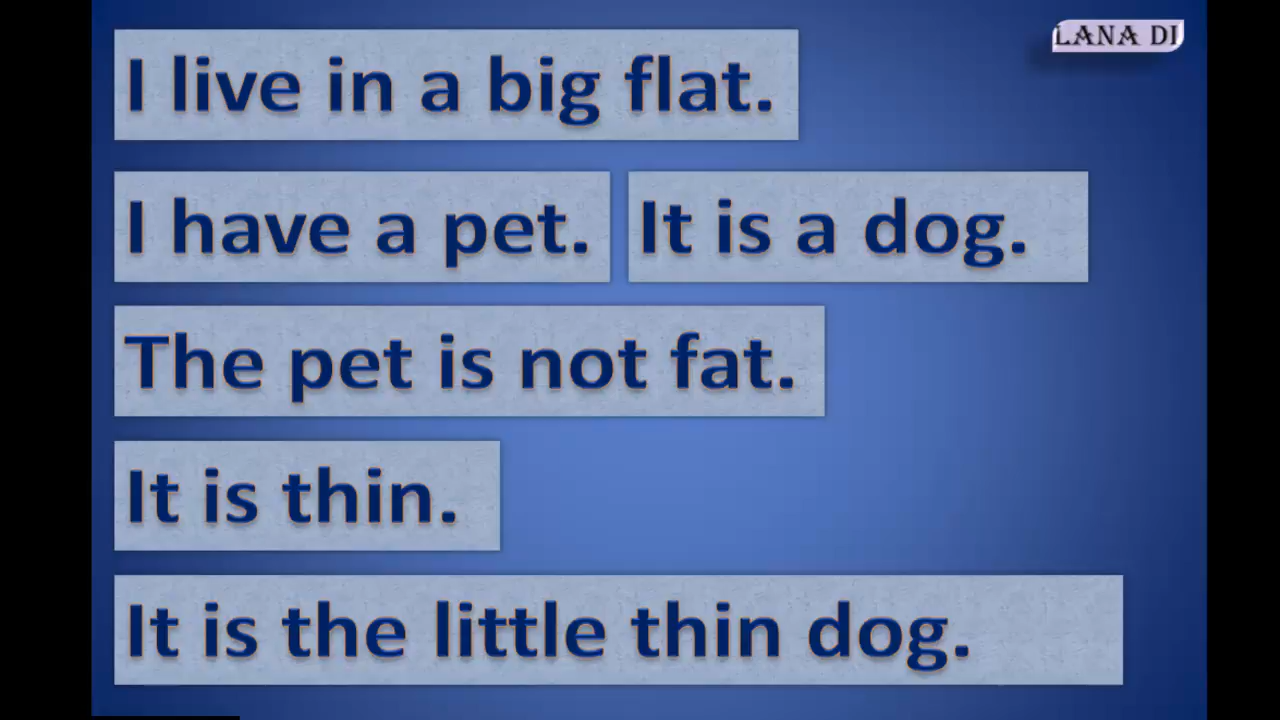 LANA DI
I live in a big flat.
I have a pet. It is a dog.
The pet is not fat.
It is thin.
It is the little thin dog.